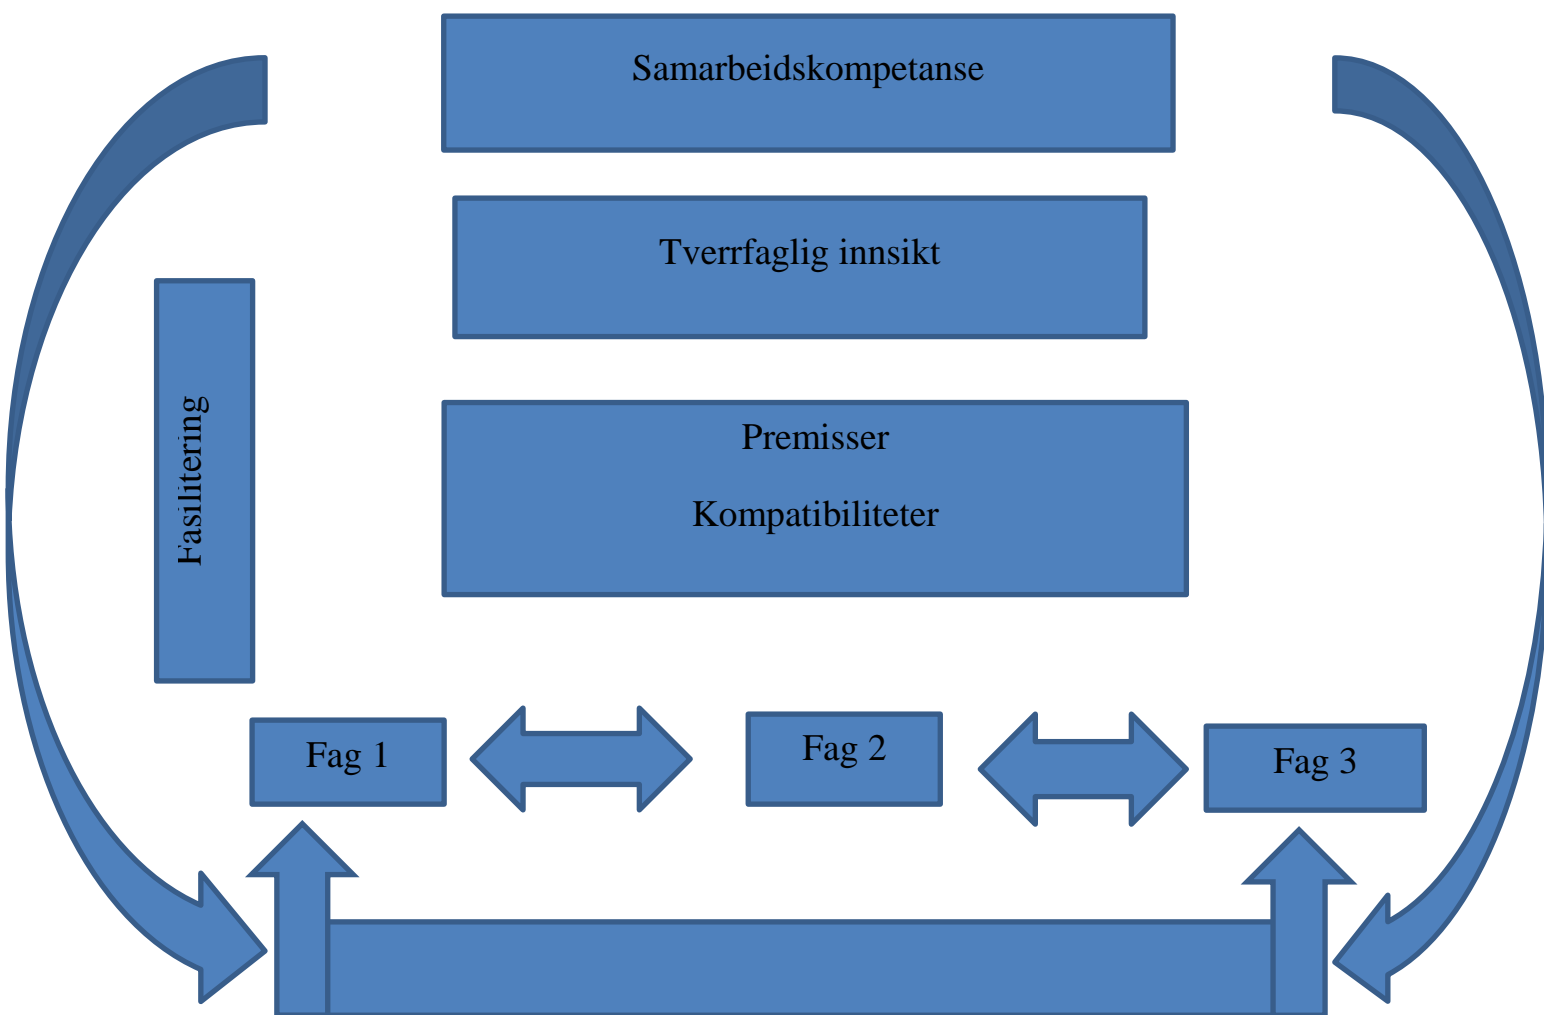 Samarbeidskompetanse
Tverrfaglig innsikt
Fasilitering
Premisser
Kompatibiliteter
Fag 1
Fag 2
Fag 3